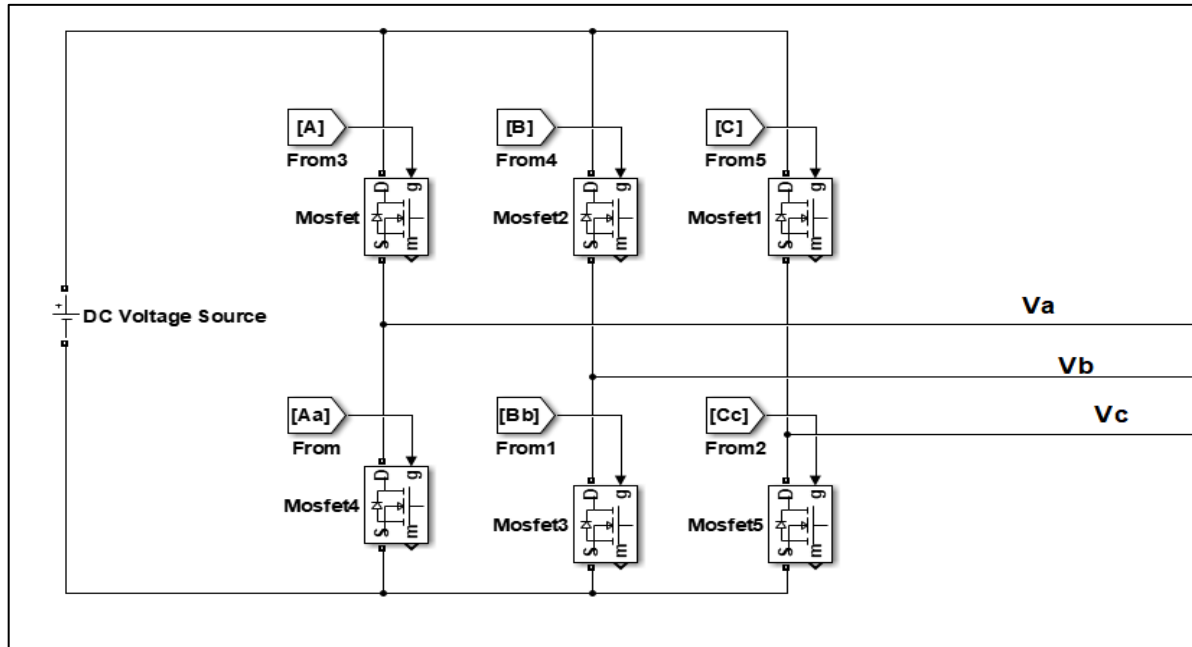 [A]
From3
[B]
From4
[C]
From5
D
g
Mosfet
S
m
D
g
Mosfet2
S
m
D
g
Mosfet1
S
m
+
DC Voltage Source
Va
Vb
Vc
[Aa]
From
[Bb]
From1
[Cc]
From2
D
g
Mosfet4
S
m
D
g
Mosfet3
S
m
D
g
Mosfet5
S
m